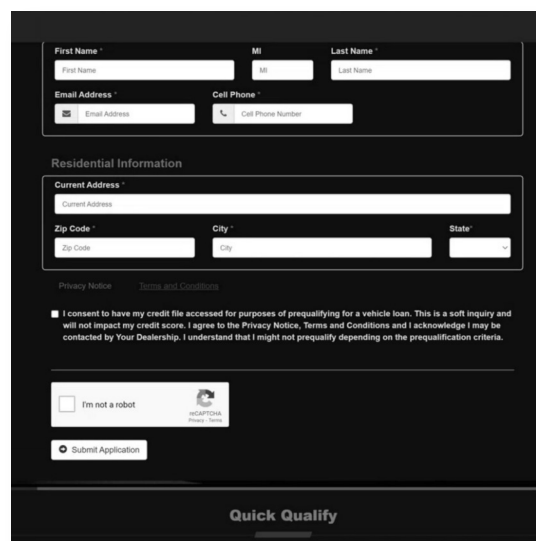 First Name * MI Last Name *
First Name MI Last Name
Email Address * Cell Phone *
Email Address Cell Phone Number
Residential Information
Current Address *
Current Address
Zip Code * City * State*
Zip Code City
Privacy Notice Terms and Conditions
I consent to have my credit file accessed for purposes of prequalifying for a vehicle loan. This is a soft inquiry and
will not impact my credit score. I agree to the Privacy Notice, Terms and Conditions and I acknowledge I may be
contacted by Your Dealership. I understand that I might not prequalify depending on the prequalification criteria.
I'm not a robot
reCAPTCHA
Privacy - Terms
Submit Application
Quick Qualify